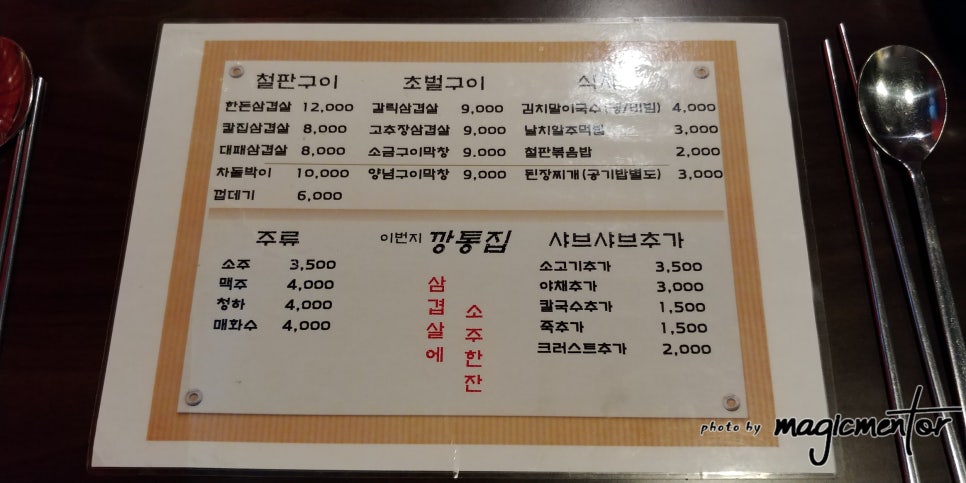 철판구이
한돈삼겹살 12,000
칼집삼겹살 8,000
대패삼겹살 8,000
차돌박이 10,000
껍데기 6,000
초벌구이
갈릭삼겹살 9,000
고추장삼겹살 9,000
소금구이막창 9,000
양념구이막창 9,000
식사
김치말이국수(물/비빔) 4,000
날치알주먹밥 3,000
철판볶음밥 2,000
된장찌개(공기밥별도) 3,000
주류
소주 3,500
맥주 4,000
청하 4,000
매화수 4,000
이번지 깡통집
삼겹살에
소주한잔
샤브샤브추가
소고기추가 3,500
야채추가 3,000
칼국수추가 1,500
죽추가 1,500
크러스트추가 2,000
photo by magicmentor